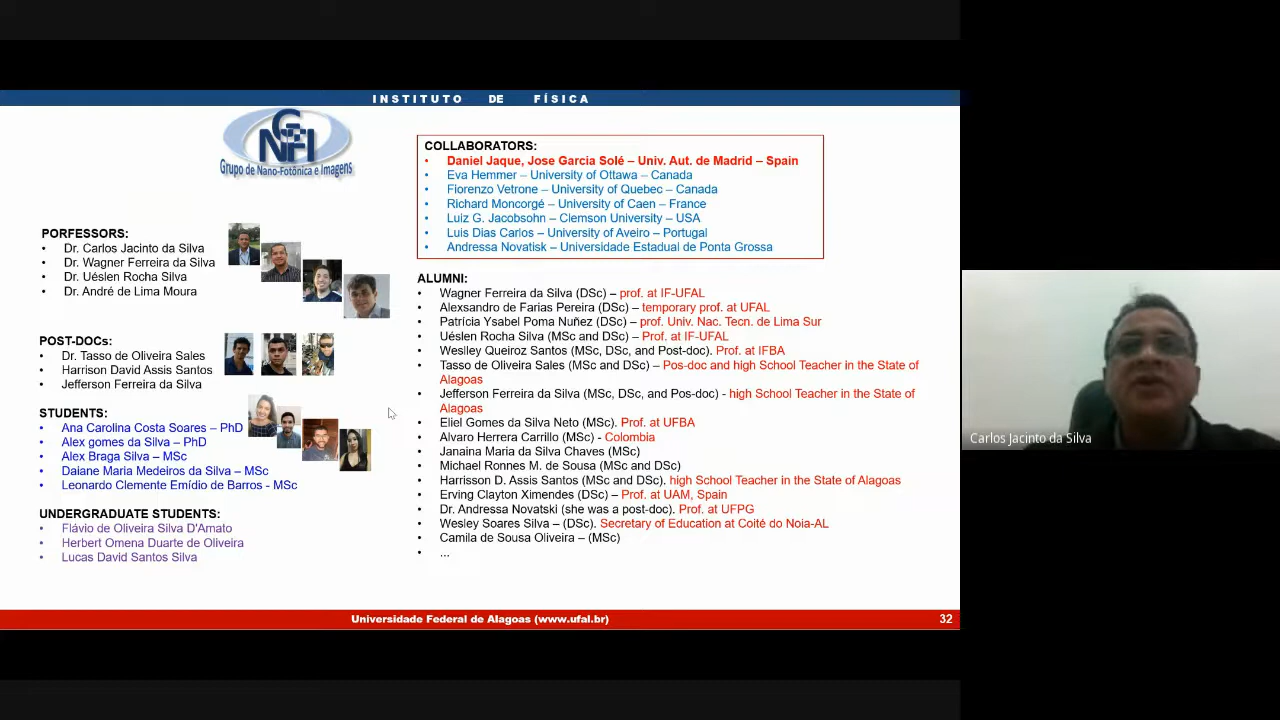 INSTITUTO DE FÍSICA
GNFI
Grupo de Nano-Fotônica e Imagens
PORFESSORS:
• Dr. Carlos Jacinto da Silva
• Dr. Wagner Ferreira da Silva
• Dr. Uéslen Rocha Silva
• Dr. André de Lima Moura
POST-DOCs:
• Dr. Tasso de Oliveira Sales
• Harrison David Assis Santos
• Jefferson Ferreira da Silva
STUDENTS:
• Ana Carolina Costa Soares – PhD
• Alex gomes da Silva – PhD
• Alex Braga Silva – MSc
• Daiane Maria Medeiros da Silva – MSc
• Leonardo Clemente Emídio de Barros - MSc
UNDERGRADUATE STUDENTS:
• Flávio de Oliveira Silva D'Amato
• Herbert Omena Duarte de Oliveira
• Lucas David Santos Silva
COLLABORATORS:
• Daniel Jaque, Jose Garcia Solé – Univ. Aut. de Madrid – Spain
• Eva Hemmer – University of Ottawa – Canada
• Fiorenzo Vetrone – University of Quebec – Canada
• Richard Moncorgé – University of Caen – France
• Luiz G. Jacobsohn – Clemson University – USA
• Luis Dias Carlos – University of Aveiro – Portugal
• Andressa Novatisk – Universidade Estadual de Ponta Grossa
ALUMNI:
• Wagner Ferreira da Silva (DSc) – prof. at IF-UFAL
• Alexsandro de Farias Pereira (DSc) – temporary prof. at UFAL
• Patrícia Ysabel Poma Nuñez (DSc) – prof. Univ. Nac. Tecn. de Lima Sur
• Uéslen Rocha Silva (MSc and DSc) – Prof. at IF-UFAL
• Weslley Queiroz Santos (MSc, DSc, and Post-doc). Prof. at IFBA
• Tasso de Oliveira Sales (MSc and DSc) – Pos-doc and high School Teacher in the State of
Alagoas
• Jefferson Ferreira da Silva (MSc, DSc, and Pos-doc) - high School Teacher in the State of
Alagoas
• Eliel Gomes da Silva Neto (MSc). Prof. at UFBA
• Alvaro Herrera Carrillo (MSc) - Colombia
• Janaina Maria da Silva Chaves (MSc)
• Michael Ronnes M. de Sousa (MSc and DSc)
• Harrisson D. Assis Santos (MSc and DSc). high School Teacher in the State of Alagoas
• Erving Clayton Ximendes (DSc) – Prof. at UAM, Spain
• Dr. Andressa Novatski (she was a post-doc). Prof. at UFPG
• Wesley Soares Silva – (DSc). Secretary of Education at Coité do Noia-AL
• Camila de Sousa Oliveira – (MSc)
• ...
Universidade Federal de Alagoas (www.ufal.br)
32
Carlos Jacinto da Silva